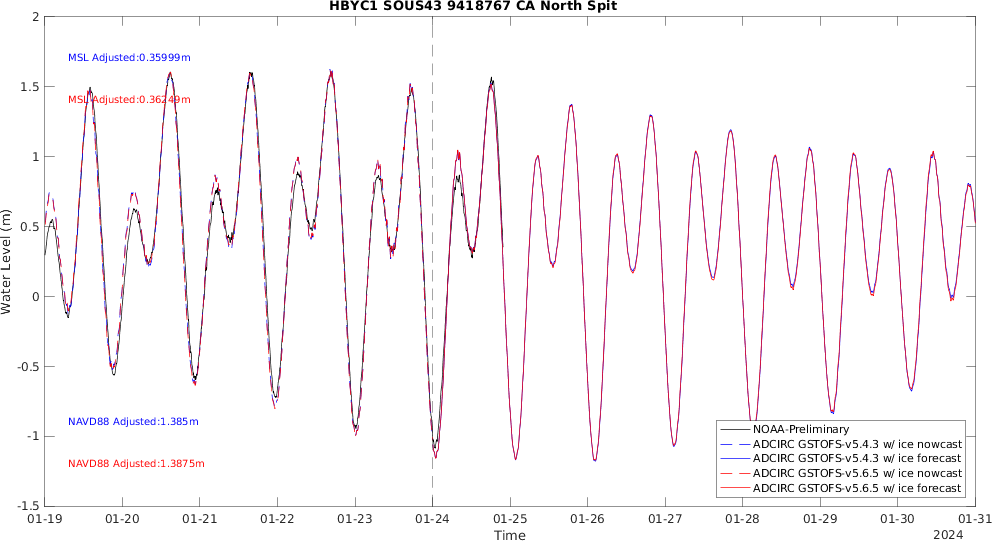 HBYC1 SOUS43 9418767 CA North Spit
2
1.5
1
0.5
0
-0.5
-1
-1.5
Water Level (m)
MSL Adjusted:0.35999m
MSL Adjusted:0.36249m
NAVD88 Adjusted:1.385m
NAVD88 Adjusted:1.3875m
NOAA-Preliminary
ADCIRC GSTOFS-v5.4.3 w/ ice nowcast
ADCIRC GSTOFS-v5.4.3 w/ ice forecast
ADCIRC GSTOFS-v5.6.5 w/ ice nowcast
ADCIRC GSTOFS-v5.6.5 w/ ice forecast
01-19 01-20 01-21 01-22 01-23 01-24 01-25 01-26 01-27 01-28 01-29 01-30 01-31
Time
2024